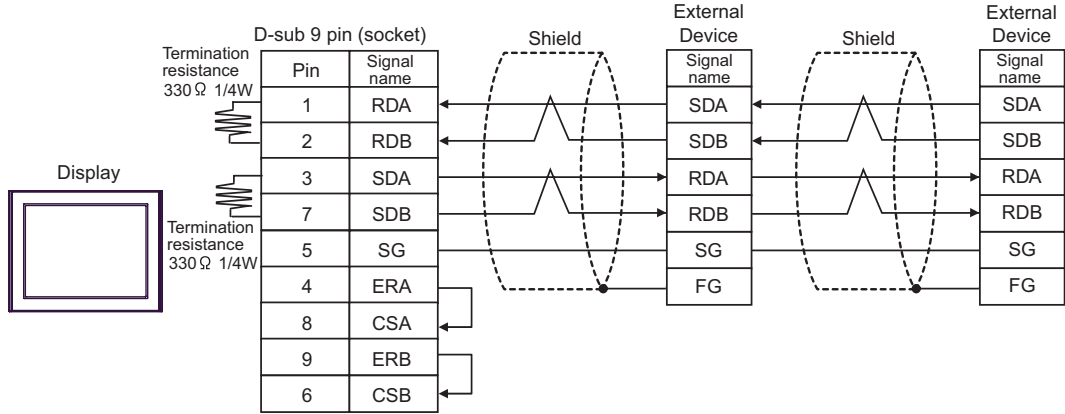 D-sub 9 pin (socket)
Termination
resistance
330Ω 1/4W
Display
Termination
resistance
330Ω 1/4W
Pin Signal
name
1 RDA
2 RDB
3 SDA
7 SDB
5 SG
4 ERA
8 CSA
9 ERB
6 CSB
Shield
External
Device
Signal
name
SDA
SDB
RDA
RDB
SG
FG
Shield
External
Device
Signal
name
SDA
SDB
RDA
RDB
SG
FG